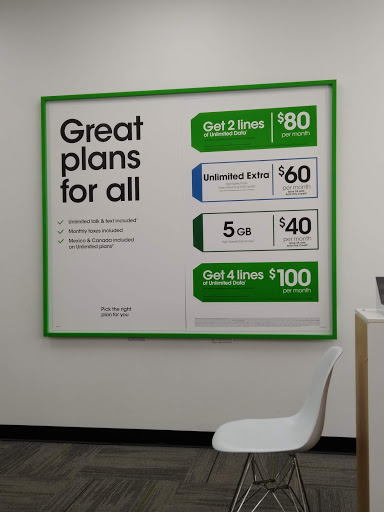 Great
plans
for all
Unlimited talk & text included*
Monthly taxes included
Mexico & Canada included
on Unlimited plans*
Pick the right
plan for you
Get 2 lines
of Unlimited Data*
$80
per month
Unlimited Extra
$60
per month
5 GB
$40
per month
Get 4 lines
of Unlimited Data*
$100
per month